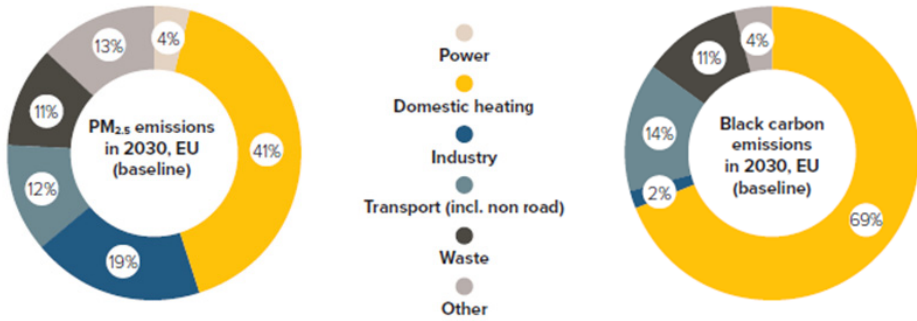 13%
4%
11%
41%
12%
19%
PM₂.₅ emissions
in 2030, EU
(baseline)
Power
Domestic heating
Industry
Transport (incl. non road)
Waste
Other
4%
11%
14%
2%
69%
Black carbon
emissions
in 2030, EU
(baseline)